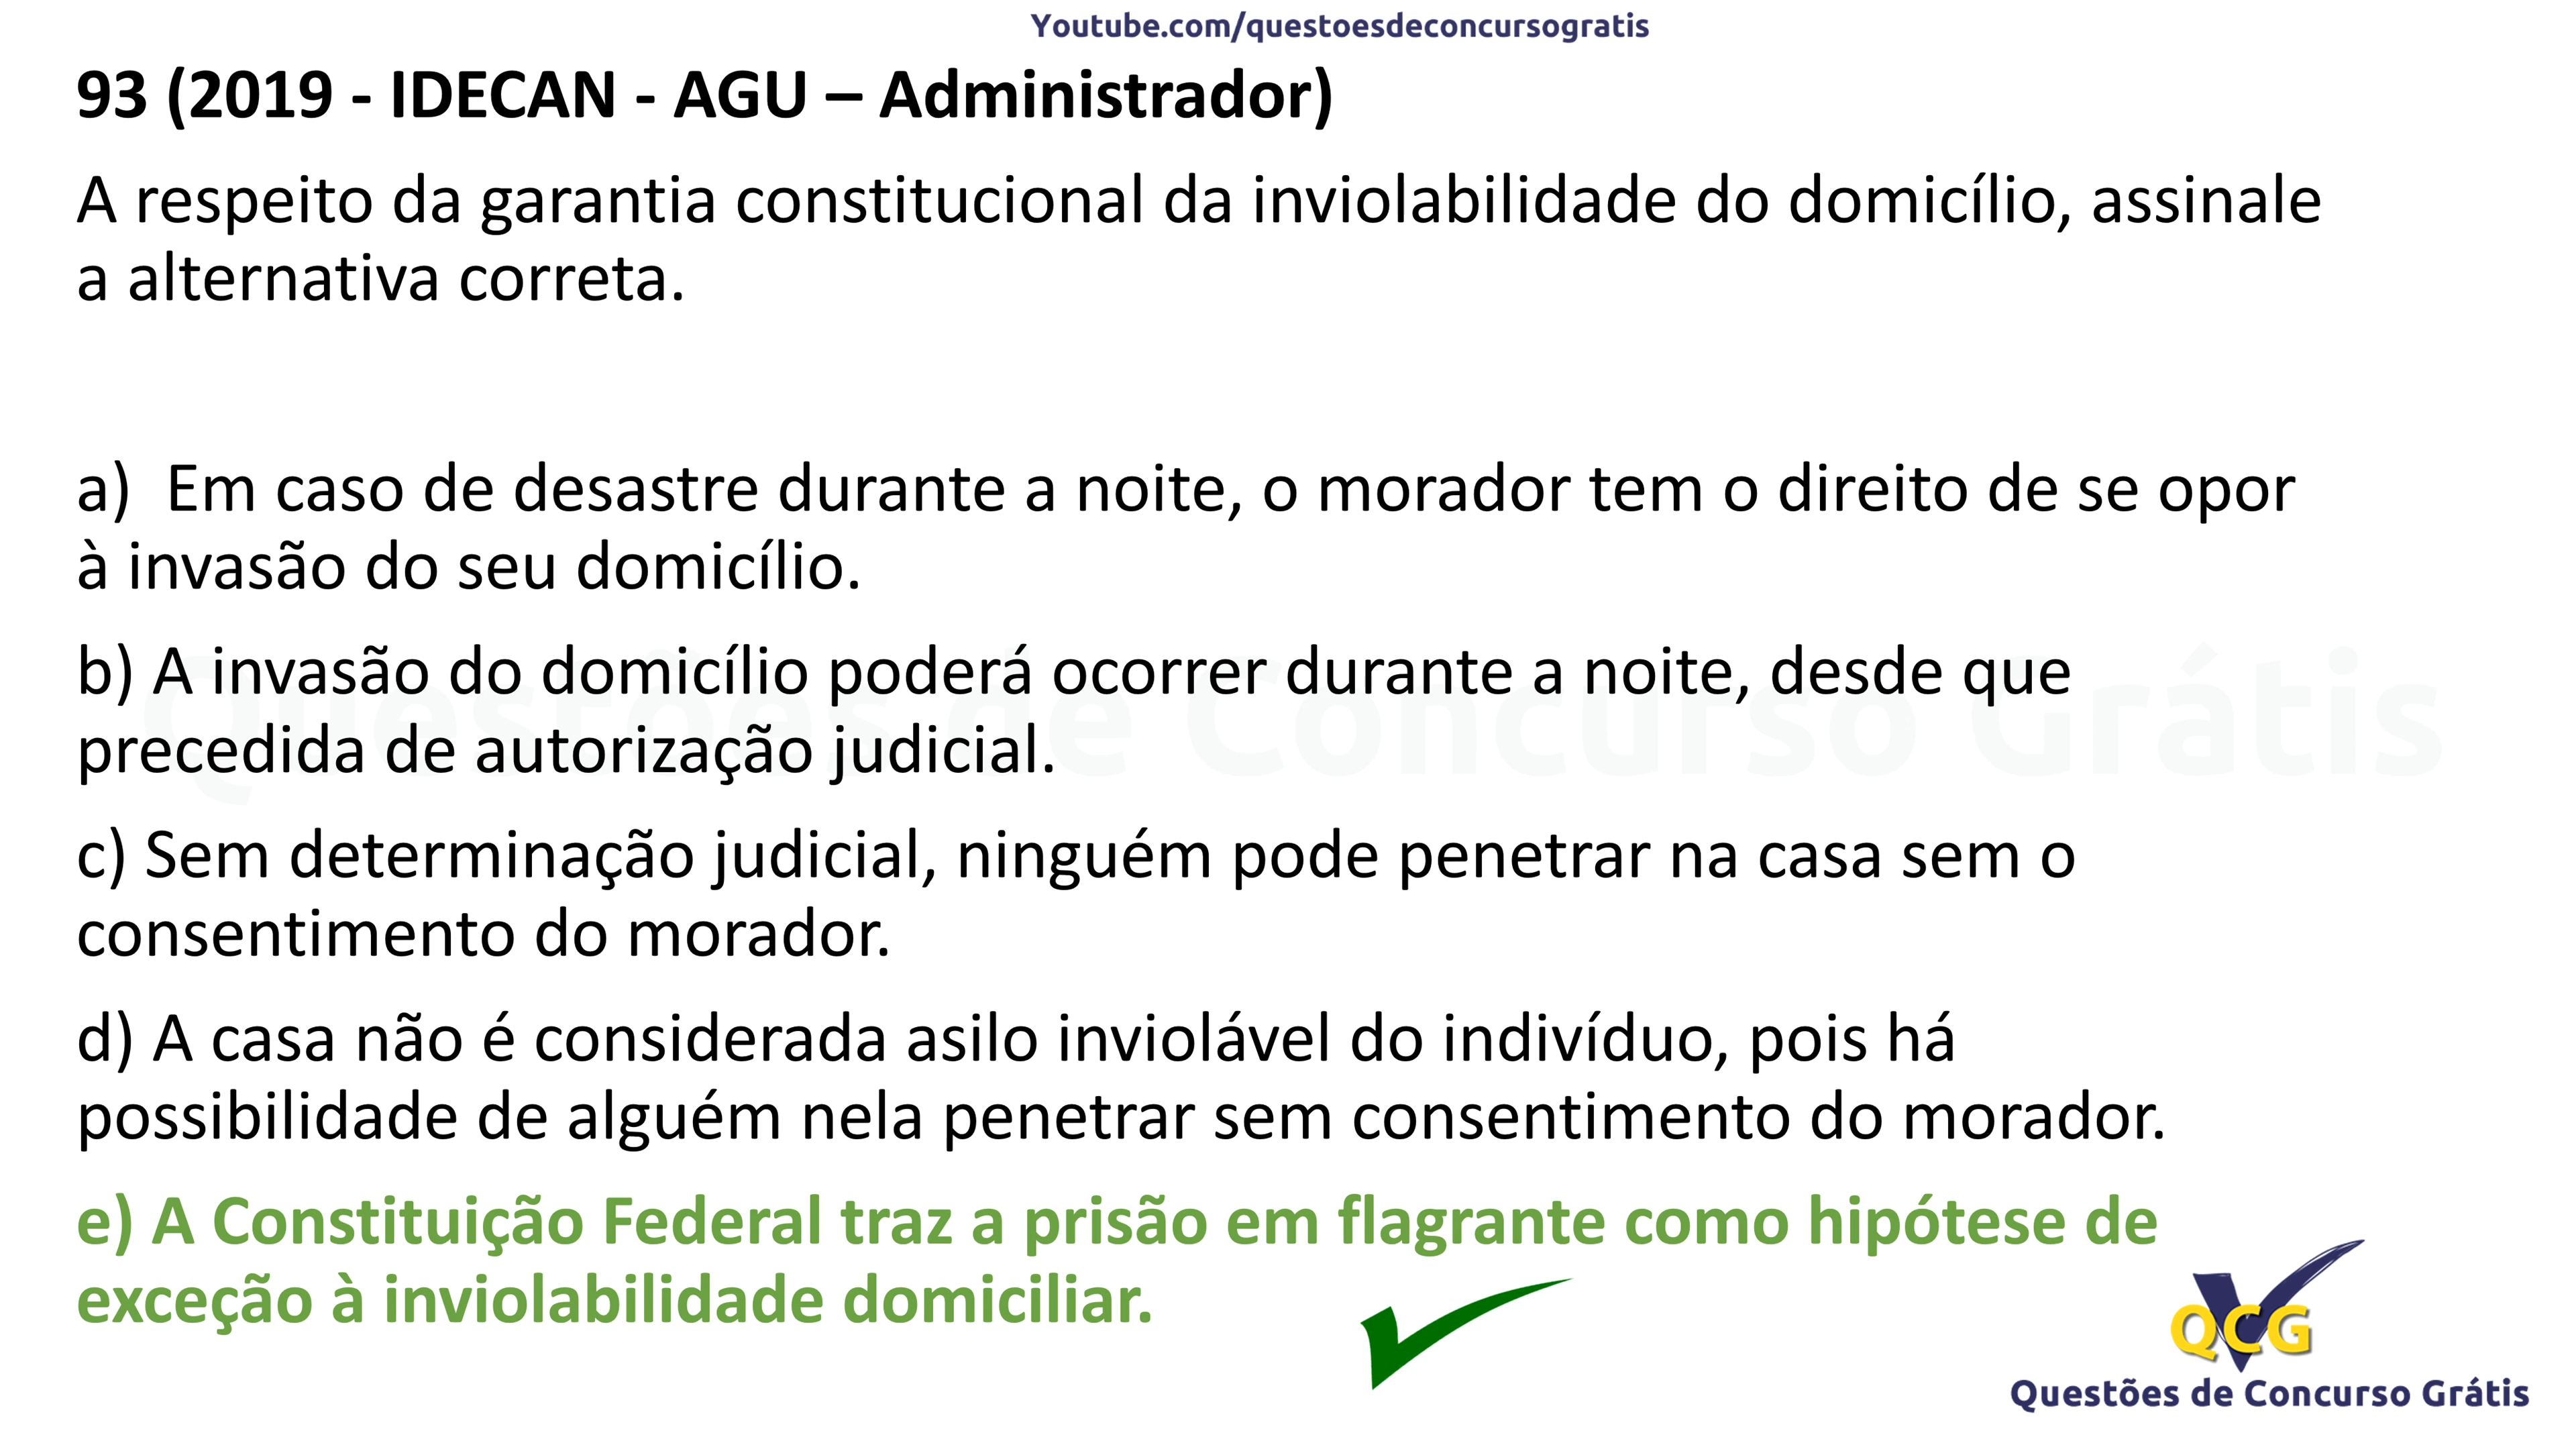 Youtube.com/questoesdeconcursogratis
93 (2019 - IDECAN - AGU – Administrador)
A respeito da garantia constitucional da inviolabilidade do domicílio, assinale
a alternativa correta.
a) Em caso de desastre durante a noite, o morador tem o direito de se opor
à invasão do seu domicílio.
Questões de Concurso Grátis
b) A invasão do domicílio poderá ocorrer durante a noite, desde que
precedida de autorização judicial.
c) Sem determinação judicial, ninguém pode penetrar na casa sem o
consentimento do morador.
d) A casa não é considerada asilo inviolável do indivíduo, pois há
possibilidade de alguém nela penetrar sem consentimento do morador.
e) A Constituição Federal traz a prisão em flagrante como hipótese de
exceção à inviolabilidade domiciliar.
QCG
Questões de Concurso Grátis